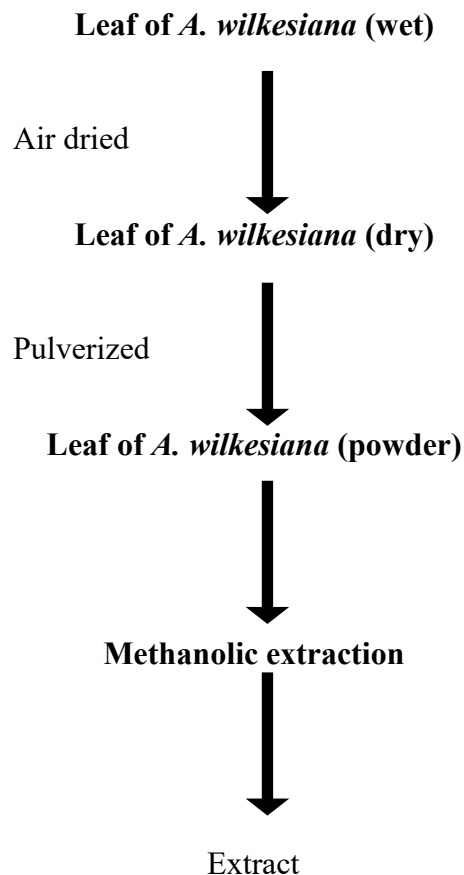 Leaf of A. wilkesiana (wet)
Air dried
Leaf of A. wilkesiana (dry)
Pulverized
Leaf of A. wilkesiana (powder)
Methanolic extraction
Extract